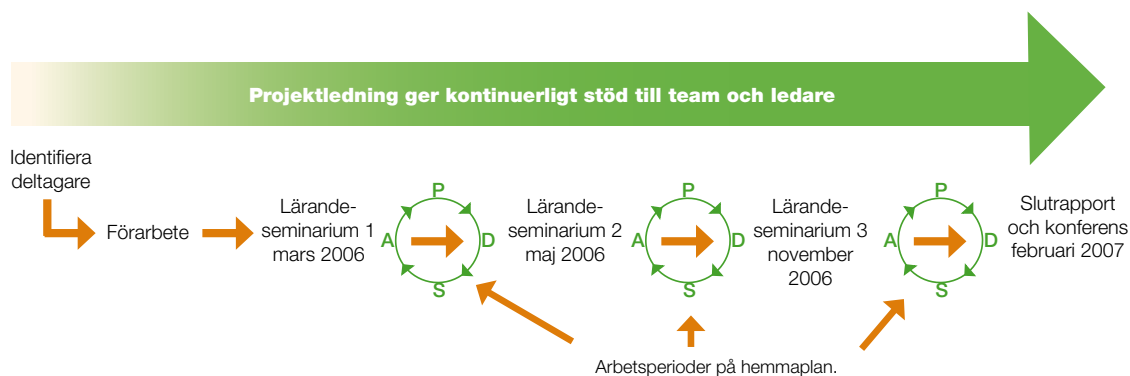 Projektledning ger kontinuerligt stöd till team och ledare
Identifiera
deltagare
Förarbete
Lärande-
seminarium 1
mars 2006
P
A
D
S
Lärande-
seminarium 2
maj 2006
P
A
D
S
Lärande-
seminarium 3
november
2006
P
A
D
S
Slutrapport
och konferens
februari 2007
Arbetsperioder på hemmaplan.